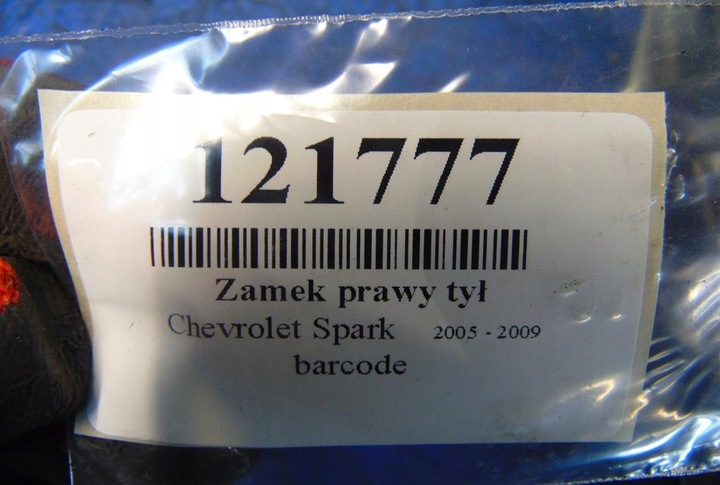 121777
Zamek prawy tył
Chevrolet Spark 2005 - 2009
barcode